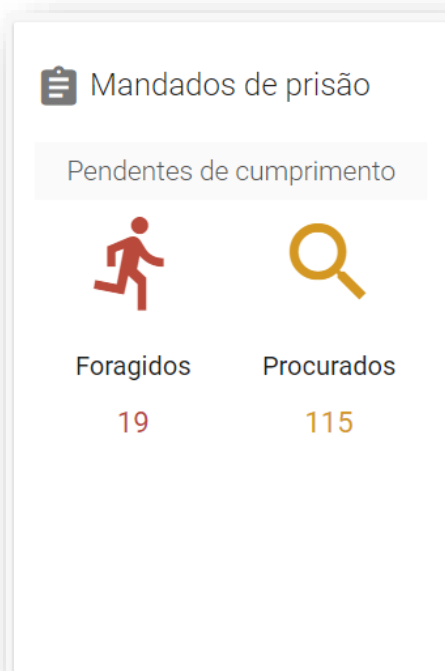 Mandados de prisão
Pendentes de cumprimento
Foragidos Procurados
19 115